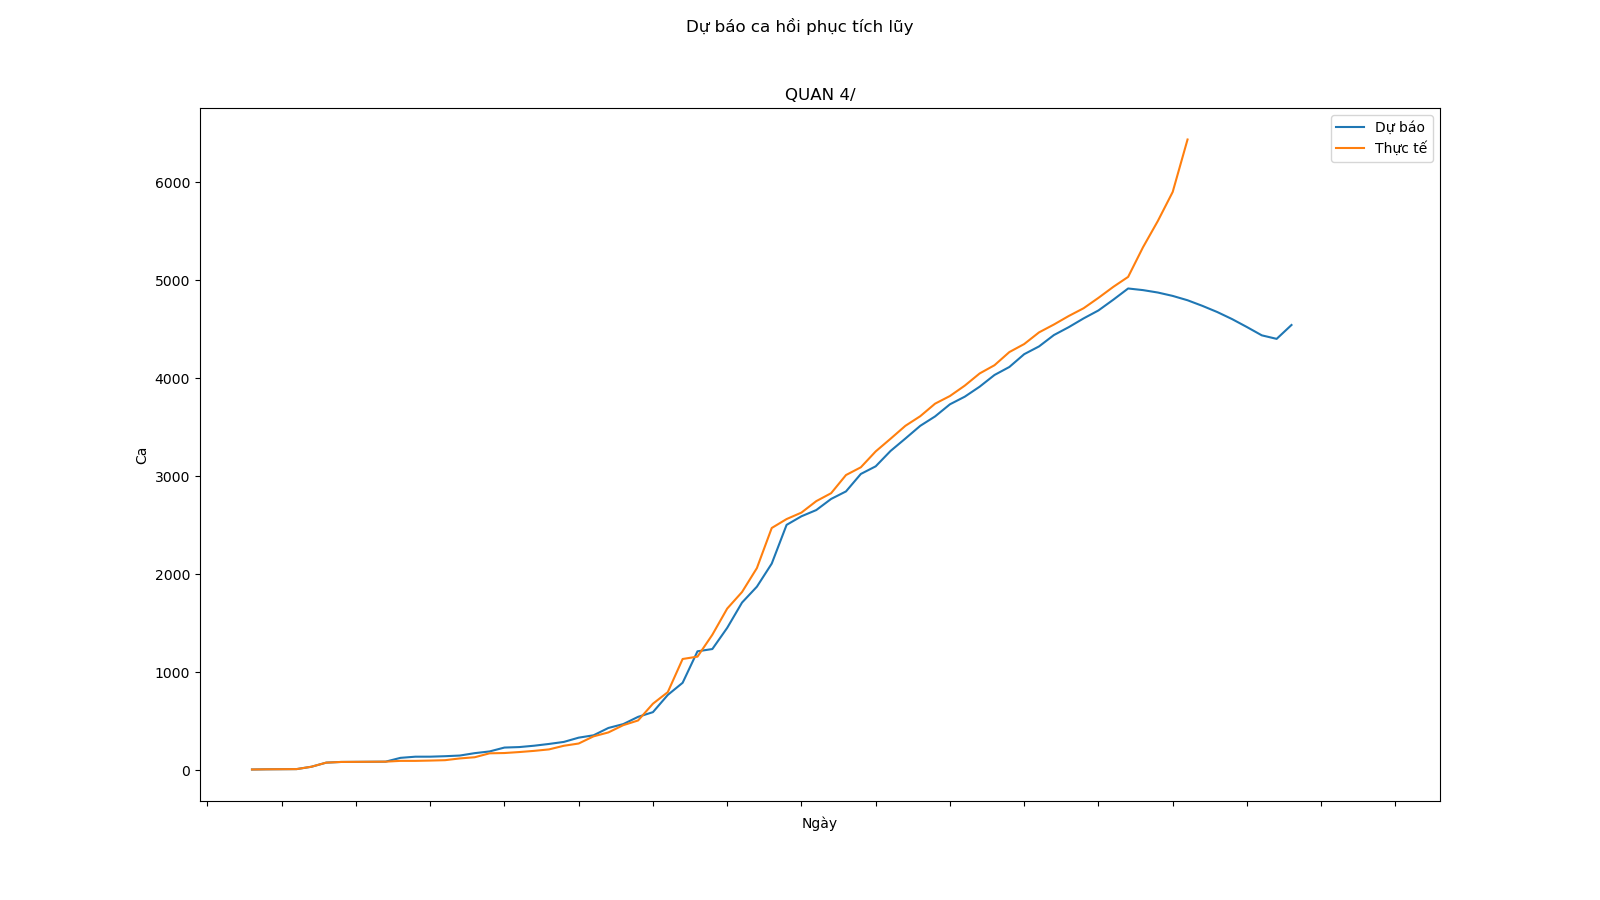 Dự báo ca hồi phục tích lũy
QUAN 4/
Dự báo
Thực tế
6000
5000
4000
3000
2000
1000
0
Ca
Ngày